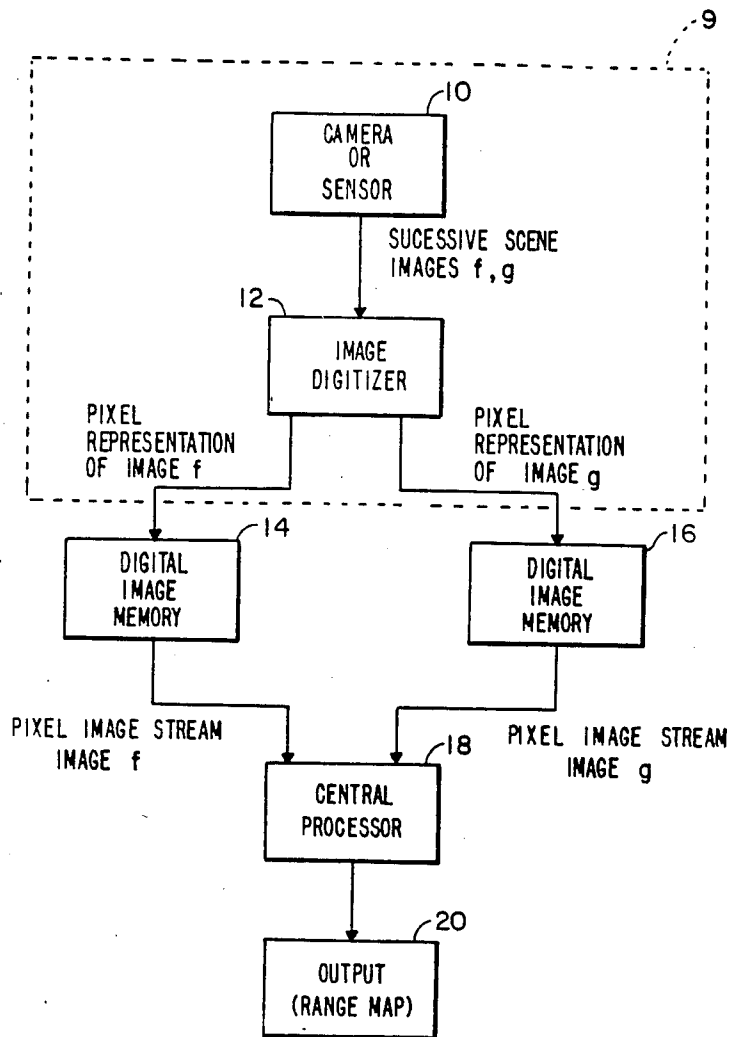 9
10
CAMERA
OR
SENSOR
SUCESSIVE SCENE
IMAGES f, g
12
IMAGE
DIGITIZER
PIXEL
REPRESENTATION
OF IMAGE f
PIXEL
REPRESENTATION
OF IMAGE g
14
DIGITAL
IMAGE
MEMORY
16
DIGITAL
IMAGE
MEMORY
PIXEL IMAGE STREAM
IMAGE f
PIXEL IMAGE STREAM
IMAGE g
18
CENTRAL
PROCESSOR
20
OUTPUT
(RANGE MAP)